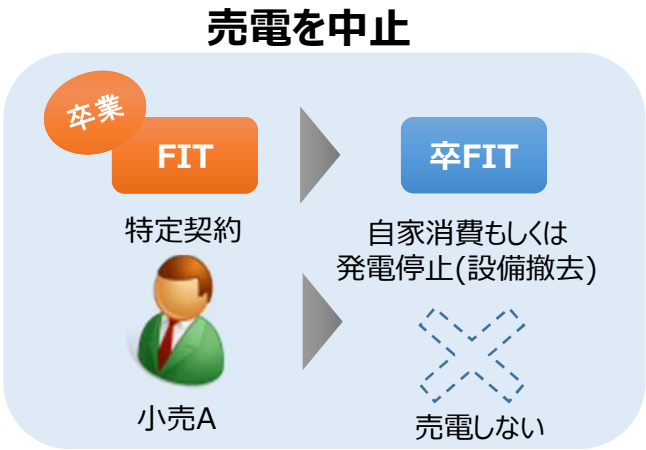 売電を中止
卒業
FIT
卒FIT
特定契約
自家消費もしくは
発電停止(設備撤去)
小売A
売電しない